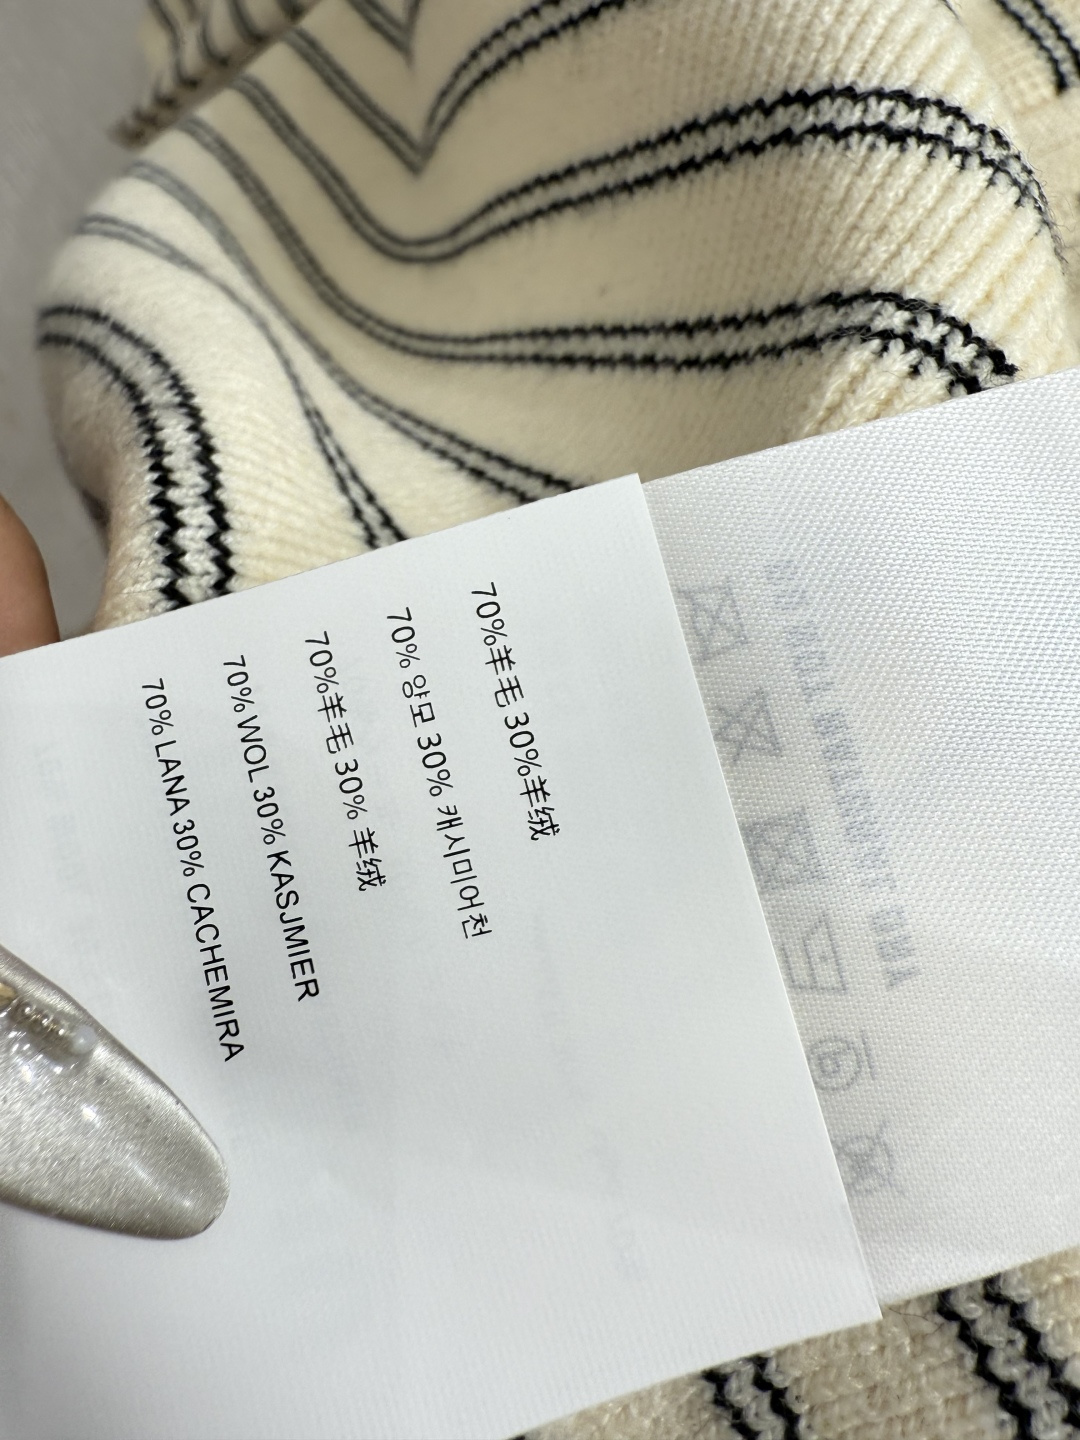 70%羊毛 30%羊绒
70% 양모 30% 캐시미어천
70%羊毛 30% 羊绒
70%WOL 30% KASJMIER
70% LANA 30% CACHEMIRA